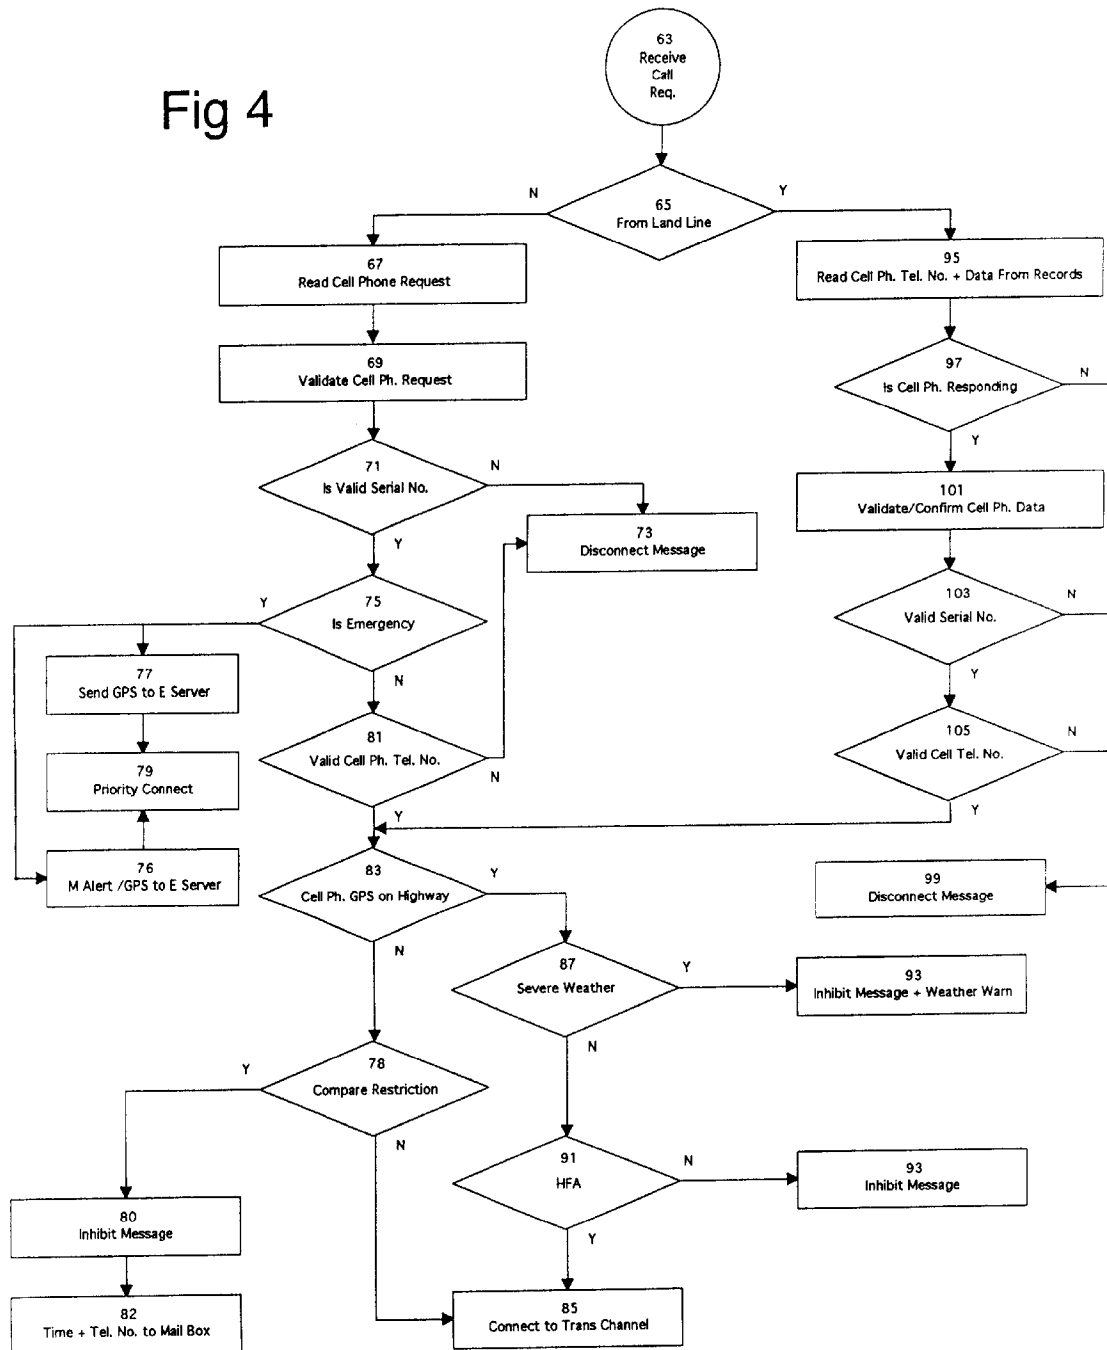 Fig 4
63
Receive
Call
Req.
N
Y
65
From Land Line
67
Read Cell Phone Request
95
Read Cell Ph. Tel. No. + Data From Records
69
Validate Cell Ph. Request
97
Is Cell Ph. Responding
N
Y
71
Is Valid Serial No.
N
Y
101
Validate/Confirm Cell Ph. Data
73
Disconnect Message
Y
75
Is Emergency
N
103
Valid Serial No.
N
Y
77
Send GPS to E Server
81
Valid Cell Ph. Tel. No.
N
Y
105
Valid Cell Tel. No.
N
Y
79
Priority Connect
76
M Alert /GPS to E Server
83
Cell Ph. GPS on Highway
Y
N
99
Disconnect Message
87
Severe Weather
Y
N
93
Inhibit Message + Weather Warn
Y
78
Compare Restriction
N
91
HFA
N
Y
93
Inhibit Message
80
Inhibit Message
82
Time + Tel. No. to Mail Box
85
Connect to Trans Channel